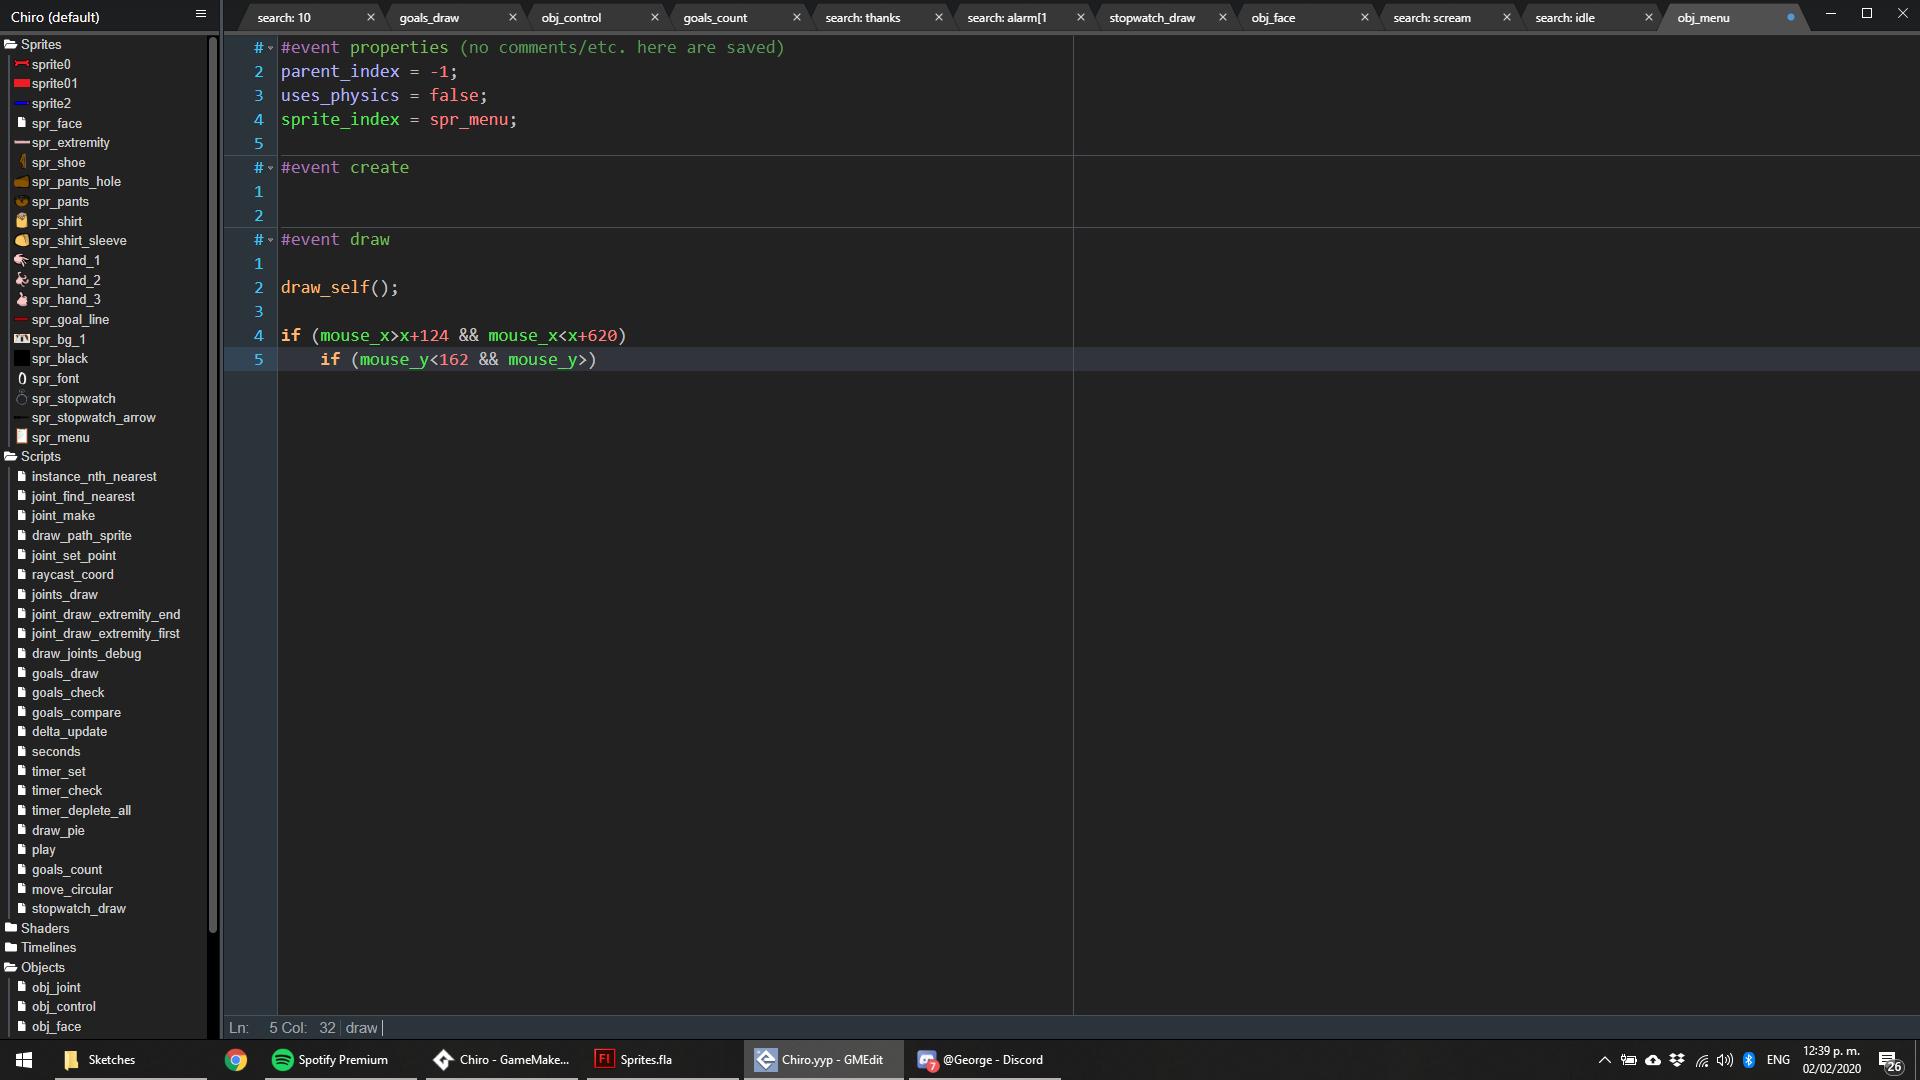 Chiro (default)
search: 10
goals_draw
obj_control
goals_count
search: thanks
search: alarm[1
stopwatch_draw
obj_face
search: scream
search: idle
obj_menu
Sprites
sprite0
sprite01
sprite2
spr_face
spr_extremity
spr_shoe
spr_pants_hole
spr_pants
spr_shirt
spr_shirt_sleeve
spr_hand_1
spr_hand_2
spr_hand_3
spr_goal_line
spr_bg_1
spr_black
spr_font
spr_stopwatch
spr_stopwatch_arrow
spr_menu
Scripts
instance_nth_nearest
joint_find_nearest
joint_make
draw_path_sprite
joint_set_point
raycast_coord
joints_draw
joint_draw_extremity_end
joint_draw_extremity_first
draw_joints_debug
goals_draw
goals_check
goals_compare
delta_update
seconds
timer_set
timer_check
timer_deplete_all
draw_pie
play
goals_count
move_circular
stopwatch_draw
Shaders
Timelines
Objects
obj_joint
obj_control
obj_face
# #event properties (no comments/etc. here are saved)
2 parent_index = -1;
3 uses_physics = false;
4 sprite_index = spr_menu;
5
# #event create
1
2
# #event draw
1
2 draw_self();
3
4 if (mouse_x>x+124 && mouse_x<x+620)
5 if (mouse_y<162 && mouse_y>)
Ln: 5 Col: 32 draw
Sketches
Spotify Premium
Chiro - GameMake...
Fl
Sprites.fla
Chiro.yyp - GMEdit
7
@George - Discord
ENG
12:39 p. m.
02/02/2020
26